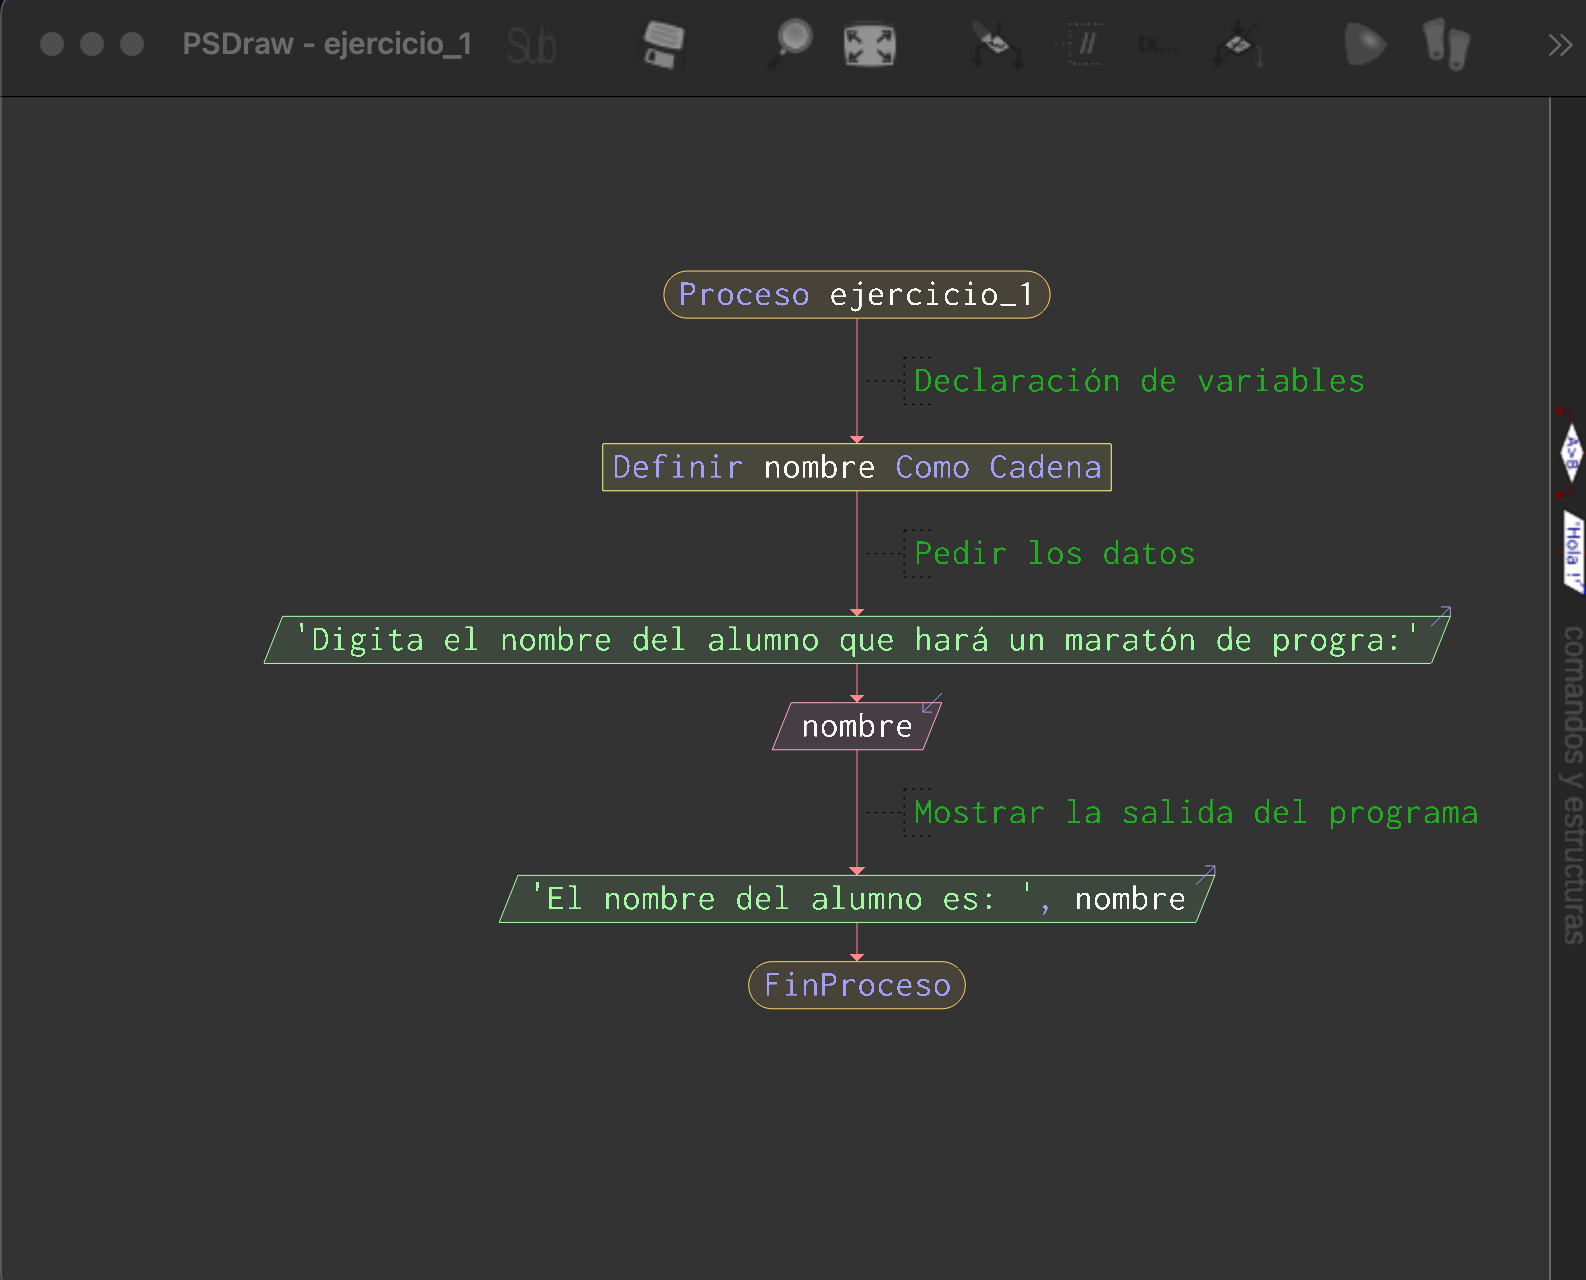 PSDraw - ejercicio_1
Sub
//
tx...
Proceso ejercicio_1
Declaración de variables
Definir nombre Como Cadena
Pedir los datos
'Digita el nombre del alumno que hará un maratón de progra:'
nombre
Mostrar la salida del programa
'El nombre del alumno es: ', nombre
FinProceso
A>B
'Hola !'
comandos y estructuras